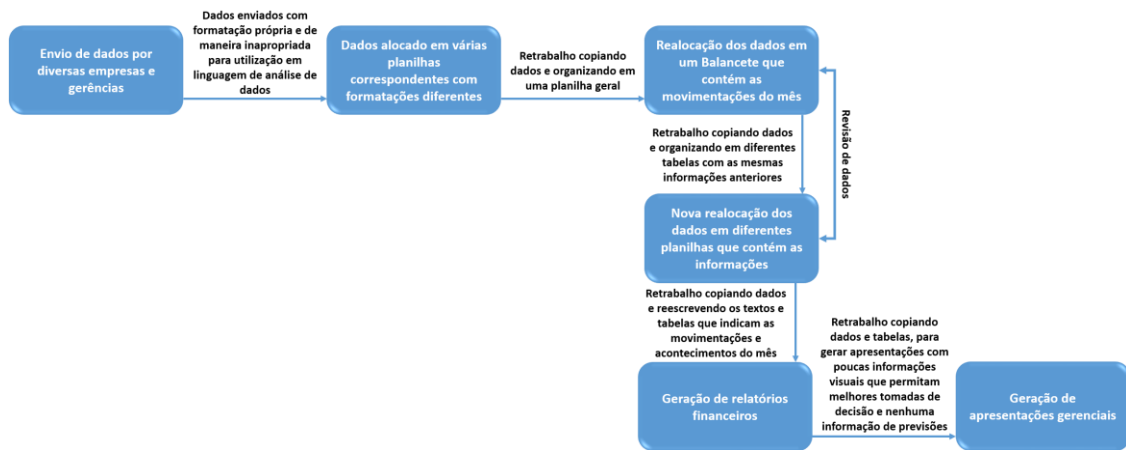 Envio de dados por
diversas empresas e
gerências
Dados enviados com
formatação própria e de
maneira inapropriada
para utilização em
linguagem de análise de
dados
Dados alocado em várias
planilhas
correspondentes com
formatações diferentes
Retrabalho copiando
dados e organizando em
uma planilha geral
Realocação dos dados em
um Balancete que
contém as
movimentações do mês
Revisão de dados
Retrabalho copiando dados
e organizando em diferentes
tabelas com as mesmas
informações anteriores
Nova realocação dos
dados em diferentes
planilhas que contém as
informações
Retrabalho copiando dados
e reescrevendo os textos e
tabelas que indicam as
movimentações e
acontecimentos do mês
Geração de relatórios
financeiros
Retrabalho copiando
dados e tabelas, para
gerar apresentações com
poucas informações
visuais que permitam
melhores tomadas de
decisão e nenhuma
informação de previsões
Geração de
apresentações gerenciais